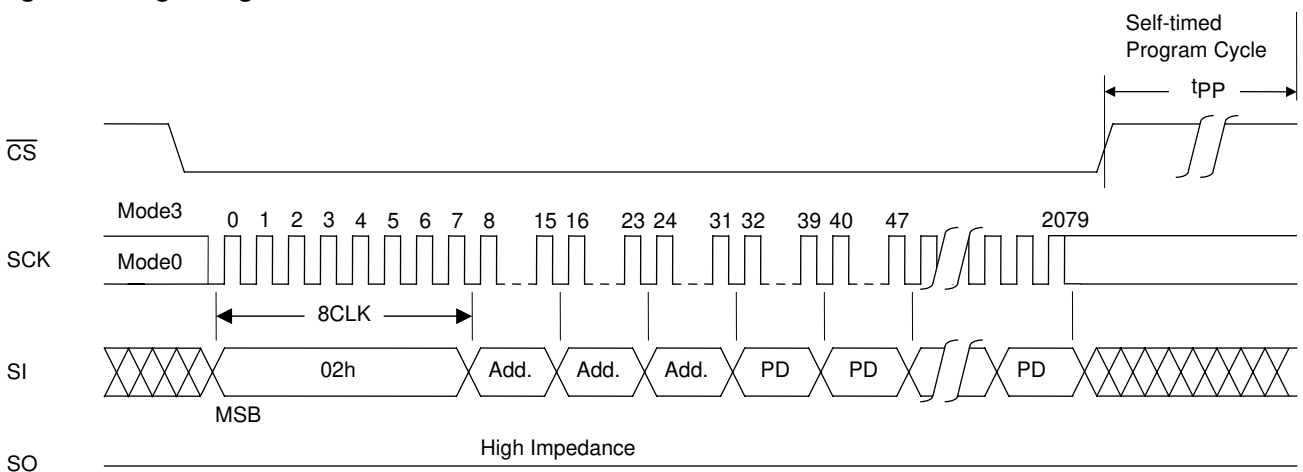 Self-timed
Program Cycle
tPP
CS
Mode3
0 1 2 3 4 5 6 7 8 15 16 23 24 31 32 39 40 47 2079
SCK
Mode0
8CLK
SI
02h Add. Add. Add. PD PD PD
MSB
High Impedance
SO